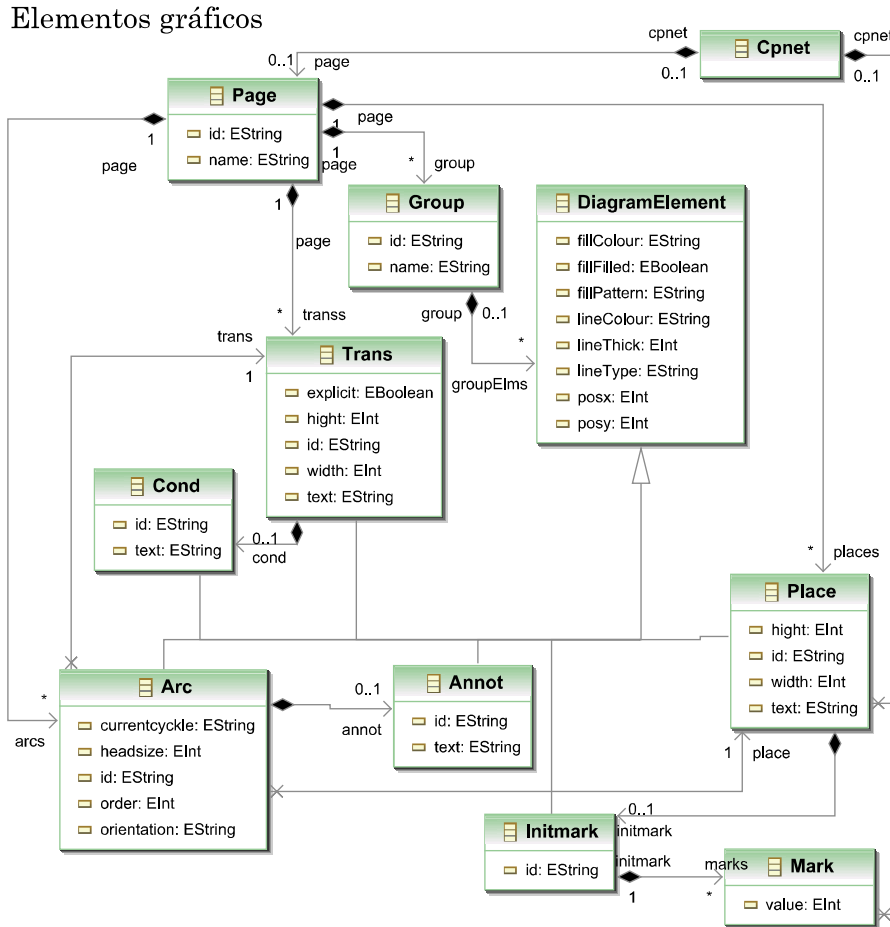 Elementos gráficos
cpnet
Cpnet
cpnet
0..1
page
0..1
0..1
Page
id: EString
name: EString
1
page
1
page
1
page
1
page
* group
Group
id: EString
name: EString
group
0..1
*
groupElms
DiagramElement
fillColour: EString
fillFilled: EBoolean
fillPattern: EString
lineColour: EString
lineThick: EInt
lineType: EString
posx: EInt
posy: EInt
* transs
trans
1
Trans
explicit: EBoolean
hight: EInt
id: EString
width: EInt
text: EString
Cond
id: EString
text: EString
0..1
cond
* places
Place
hight: EInt
id: EString
width: EInt
text: EString
*
arcs
Arc
currentcyckle: EString
headsize: EInt
id: EString
order: EInt
orientation: EString
0..1
annot
Annot
id: EString
text: EString
1 place
0..1
initmark
Initmark
id: EString
initmark
1
marks
*
Mark
value: EInt